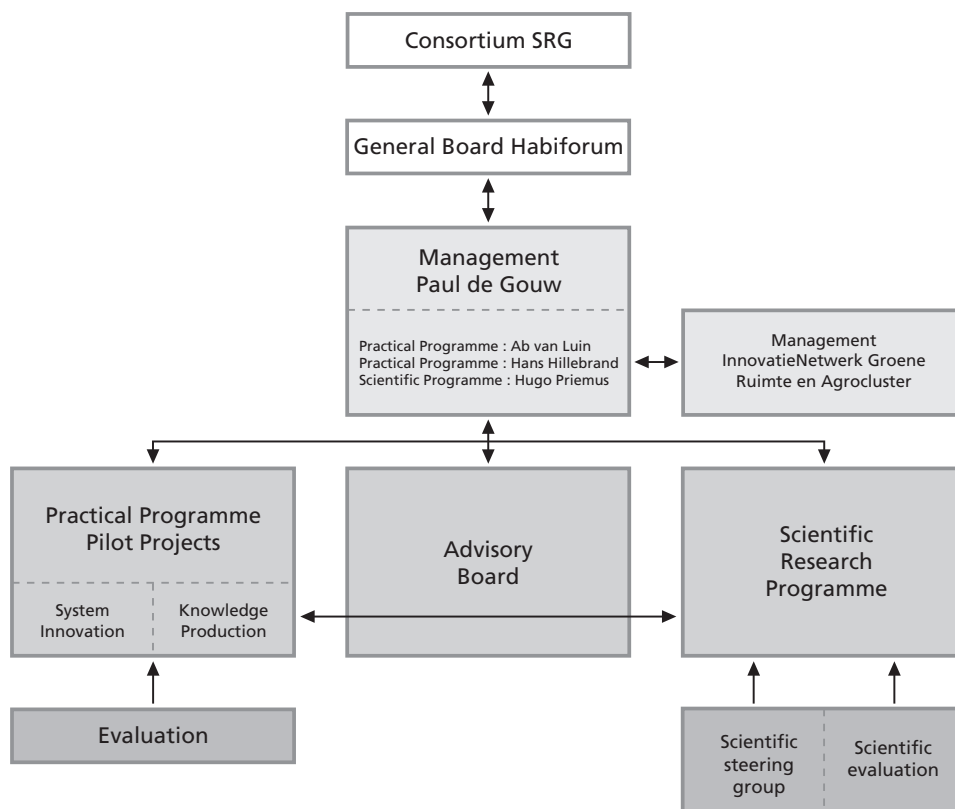 Consortium SRG
General Board Habiforum
Management
Paul de Gouw
Practical Programme : Ab van Luin
Practical Programme : Hans Hillebrand
Scientific Programme : Hugo Priemus
Management
InnovatieNetwerk Groene
Ruimte en Agrocluster
Practical Programme
Pilot Projects
System
Innovation
Knowledge
Production
Advisory
Board
Scientific
Research
Programme
Evaluation
Scientific
steering
group
Scientific
evaluation